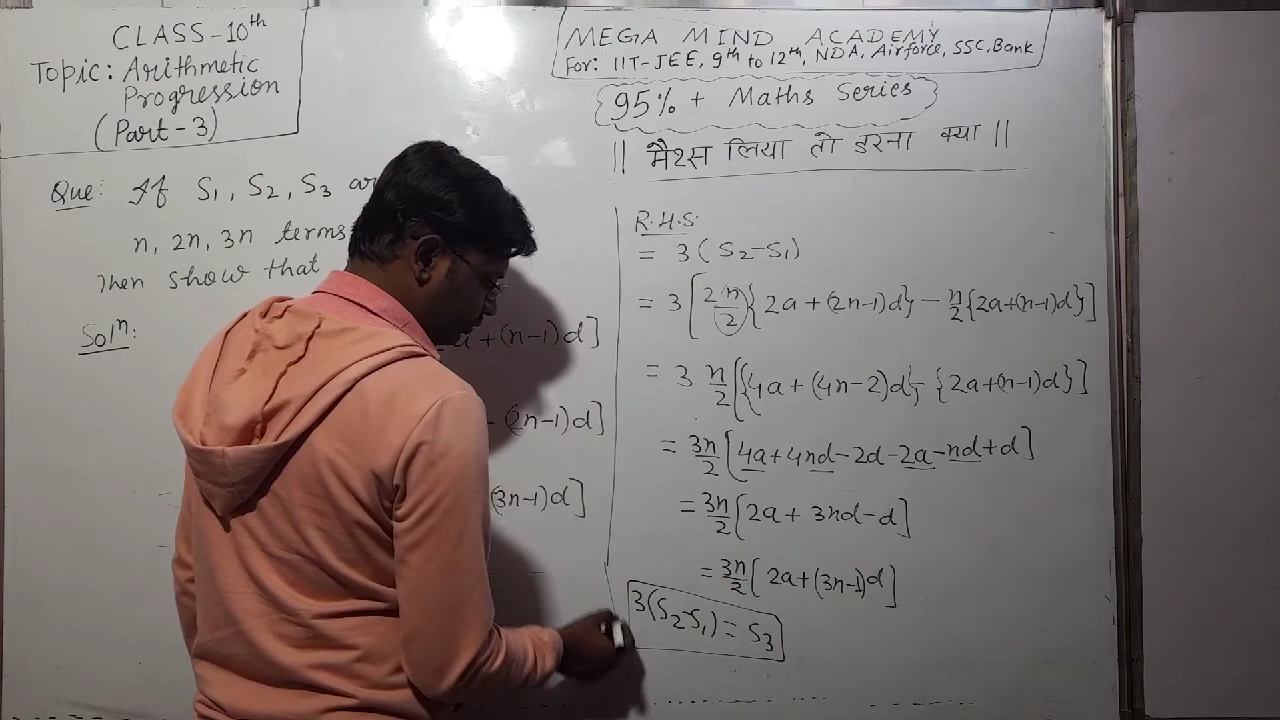 CLASS-10th
Topic: Arithmetic
Progression
(Part-3)
MEGA MIND ACADEMY
For: IIT-JEE, 9th to 12th, NDA, Airforce, SSC, Bank
95% + Maths Series
|| मैथ्स लिया तो डरना क्या ||
Que: If S₁, S₂, S₃
n, 2n, 3n terms
Then show that
Solⁿ:
a+(n-1)d]
(2n-1)d]
(3n-1)d]
R.H.S.
= 3(S₂-S₁)
= 3[2n/2{2a+(2n-1)d} - n/2{2a+(n-1)d}]
= 3 n/2[{4a+(4n-2)d} - {2a+(n-1)d}]
= 3n/2[4a+4nd-2d-2a-nd+d]
= 3n/2[2a+3nd-d]
= 3n/2[2a+(3n-1)d]
3(S₂-S₁) = S₃